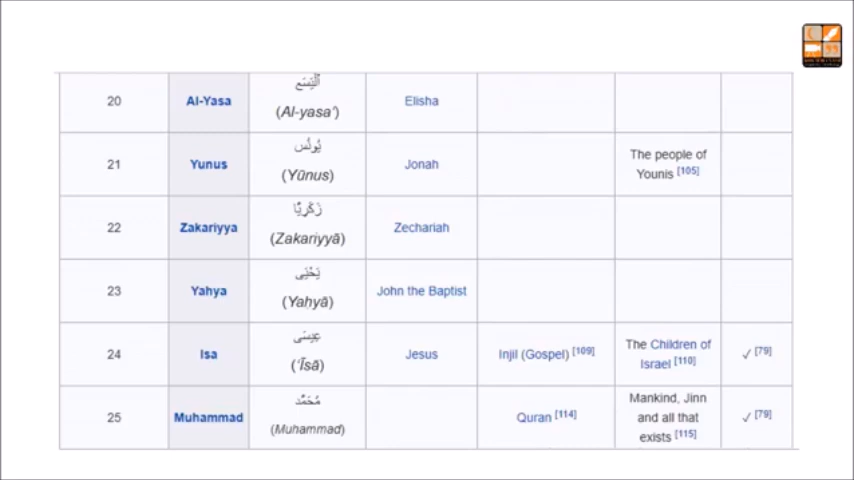 20 Al-Yasa ٱلْيَسَع (Al-yasa') Elisha
21 Yunus يُونُس (Yūnus) Jonah The people of Younis [105]
22 Zakariyya زَكَرِيَّا (Zakariyyā) Zechariah
23 Yahya يَحْيَى (Yaḥyā) John the Baptist
24 Isa عِيسَى (ʿĪsā) Jesus Injil (Gospel) [109] The Children of Israel [110] ✓ [79]
25 Muhammad مُحَمَّد (Muhammad) Quran [114] Mankind, Jinn and all that exists [115] ✓ [79]